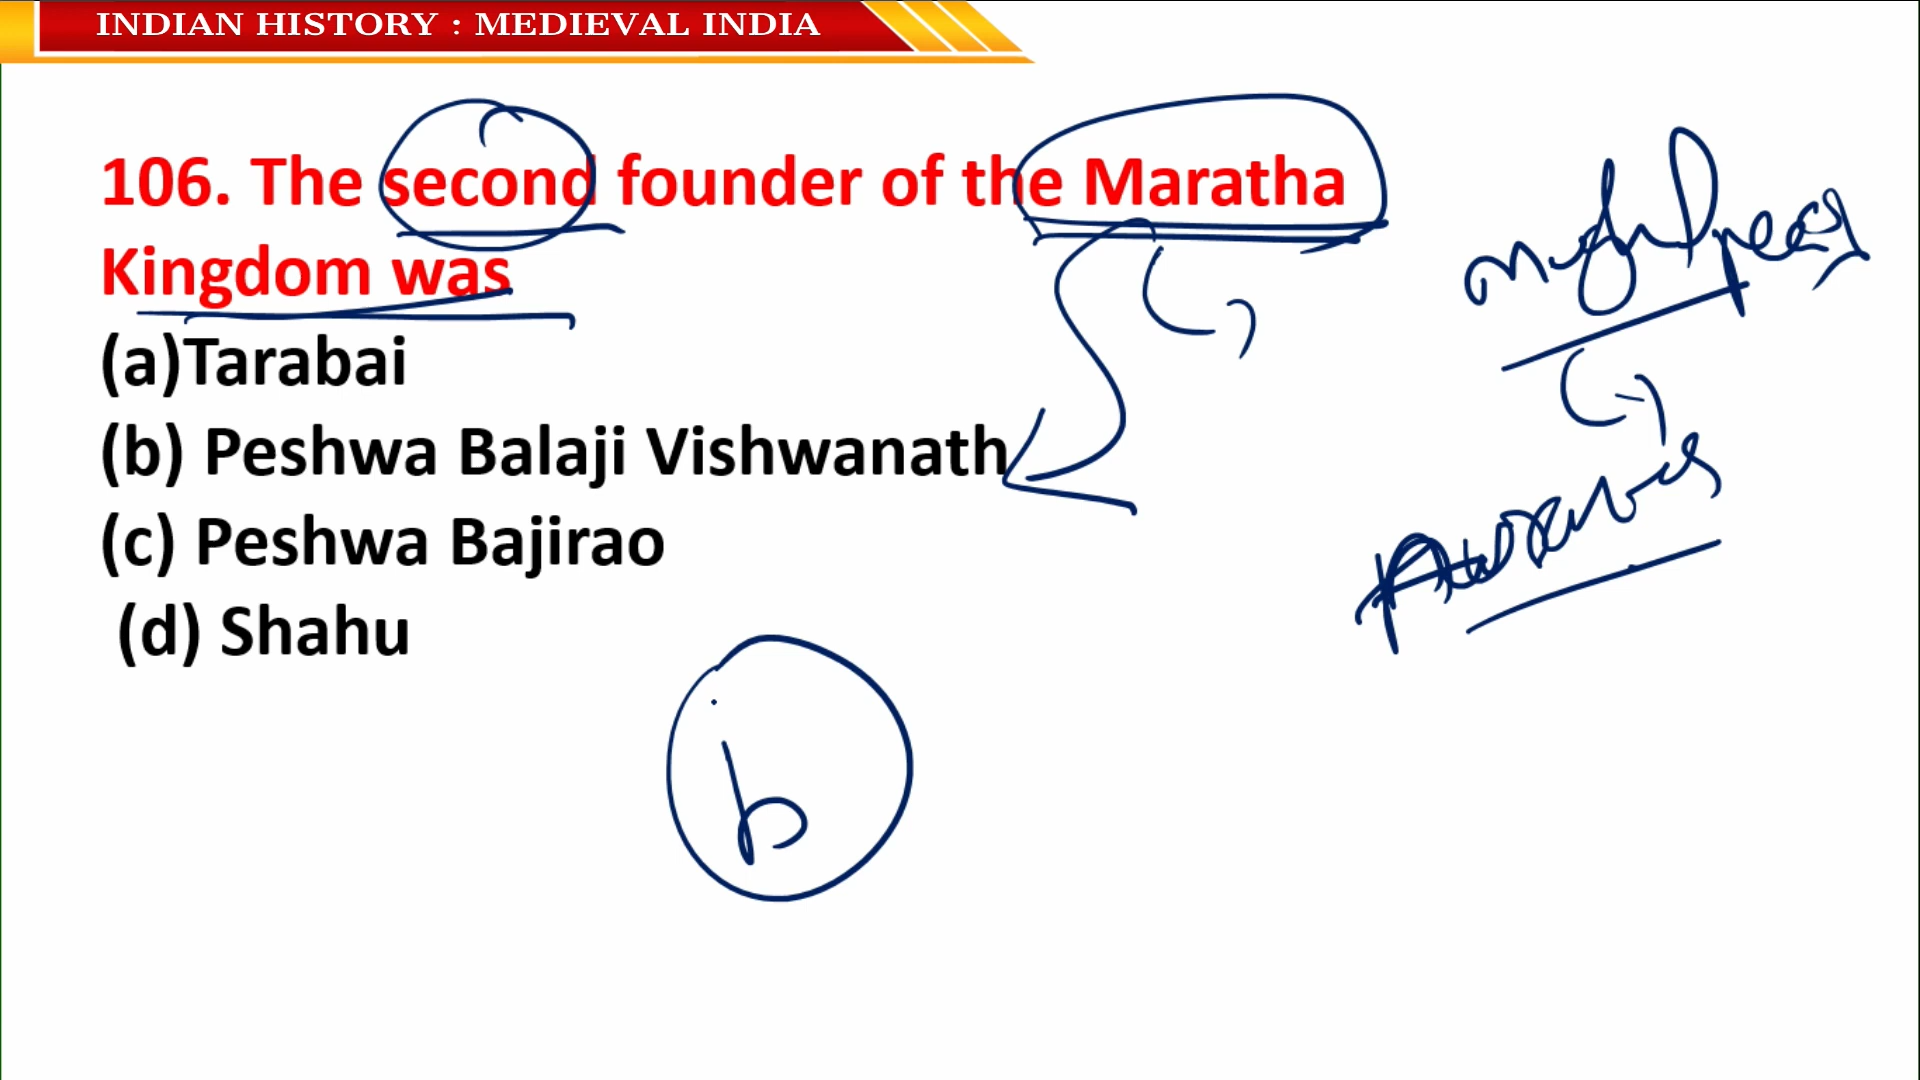 INDIAN HISTORY : MEDIEVAL INDIA
106. The second founder of the Maratha
Kingdom was
(a)Tarabai
(b) Peshwa Balaji Vishwanath
(c) Peshwa Bajirao
(d) Shahu
b